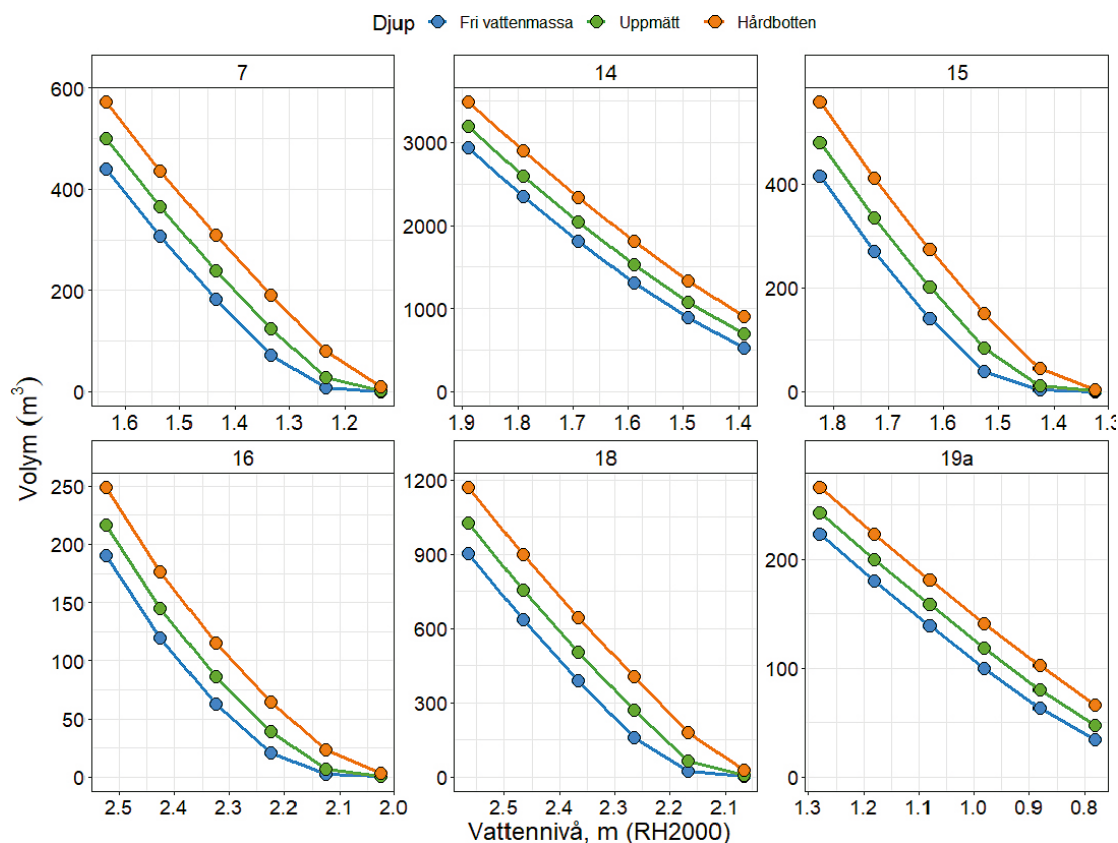 Djup Fri vattenmassa Uppmätt Hårdbotten
7 14 15
600
400
200
0
3000
2000
1000
0
400
200
0
1.6 1.5 1.4 1.3 1.2
1.9 1.8 1.7 1.6 1.5 1.4
1.8 1.7 1.6 1.5 1.4 1.3
Volym (m³)
16 18 19a
250
200
150
100
50
0
1200
900
600
300
0
200
100
0
2.5 2.4 2.3 2.2 2.1 2.0
2.5 2.4 2.3 2.2 2.1
1.3 1.2 1.1 1.0 0.9 0.8
Vattennivå, m (RH2000)